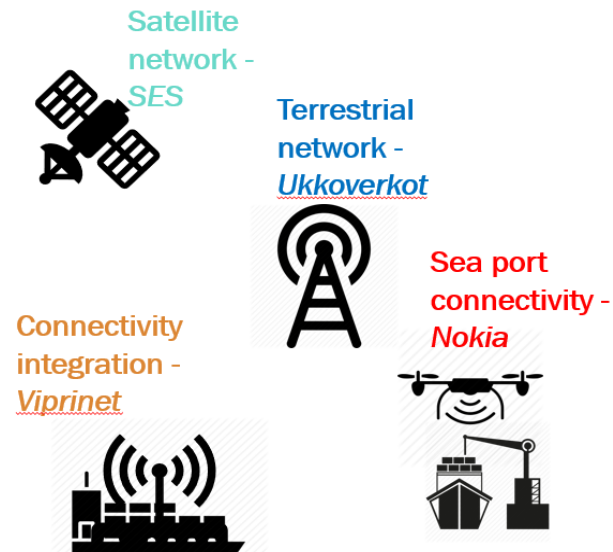 Satellite
network -
SES
Terrestrial
network -
Ukkoverkot
Sea port
connectivity -
Nokia
Connectivity
integration -
Viprinet